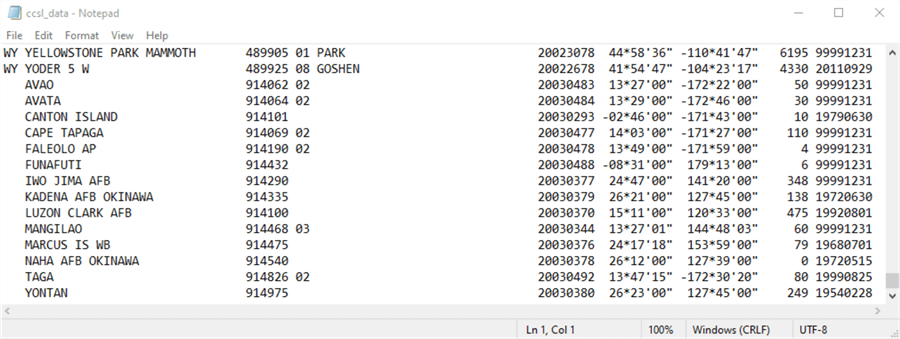 ccsl_data - Notepad
File Edit Format View Help
WY YELLOWSTONE PARK MAMMOTH 489905 01 PARK 20023078 44*58'36" -110*41'47" 6195 99991231
WY YODER 5 W 489925 08 GOSHEN 20022678 41*54'47" -104*23'17" 4330 20110929
AVAO 914062 02 20030483 13*27'00" -172*22'00" 50 99991231
AVATA 914064 02 20030484 13*29'00" -172*46'00" 30 99991231
CANTON ISLAND 914101 20030293 -02*46'00" -171*43'00" 10 19790630
CAPE TAPAGA 914069 02 20030477 14*03'00" -171*27'00" 110 99991231
FALEOLO AP 914190 02 20030478 13*49'00" -171*59'00" 4 99991231
FUNAFUTI 914432 20030488 -08*31'00" 179*13'00" 6 99991231
IWO JIMA AFB 914290 20030377 24*47'00" 141*20'00" 348 99991231
KADENA AFB OKINAWA 914335 20030379 26*21'00" 127*45'00" 138 19720630
LUZON CLARK AFB 914100 20030370 15*11'00" 120*33'00" 475 19920801
MANGILAO 914468 03 20030344 13*27'01" 144*48'03" 60 99991231
MARCUS IS WB 914475 20030376 24*17'18" 153*59'00" 79 19680701
NAHA AFB OKINAWA 914540 20030378 26*12'00" 127*39'00" 0 19720515
TAGA 914826 02 20030492 13*47'15" -172*30'20" 80 19990825
YONTAN 914975 20030380 26*23'00" 127*45'00" 249 19540228
Ln 1, Col 1 100% Windows (CRLF) UTF-8